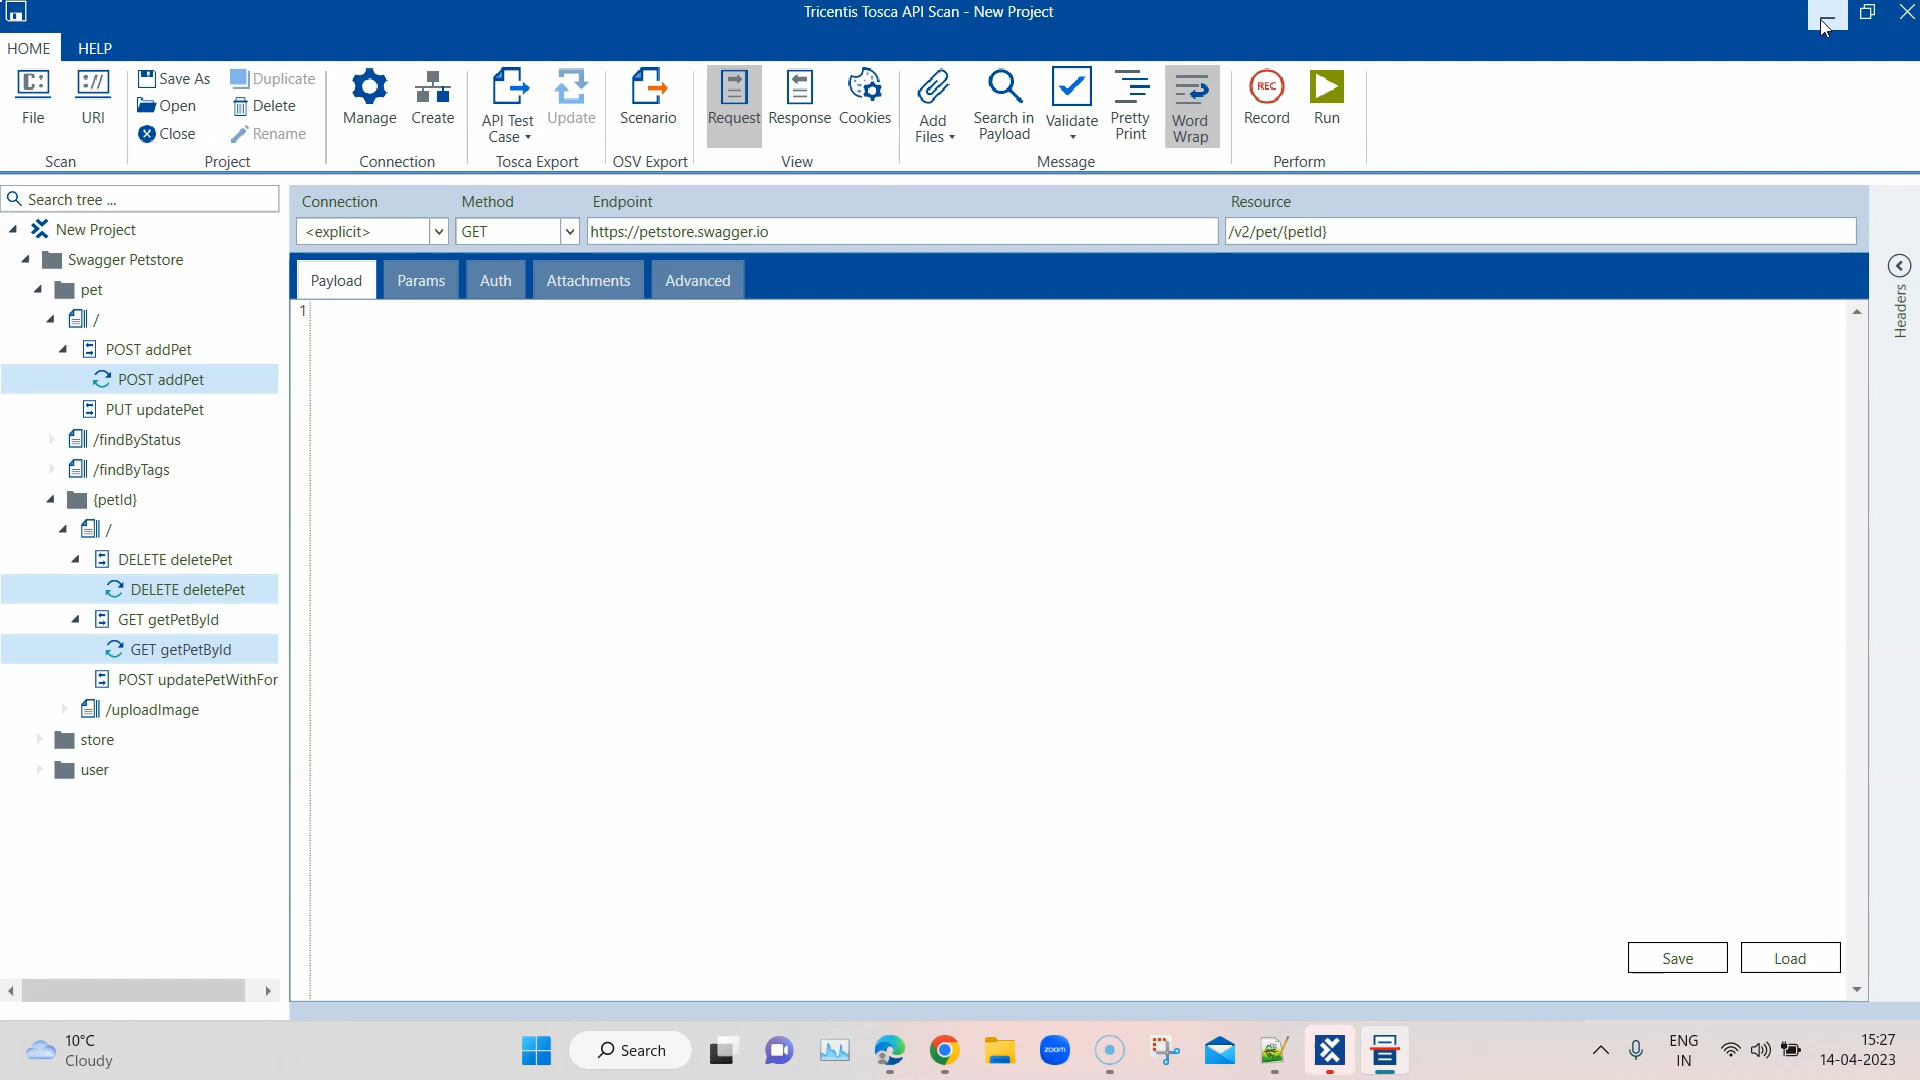 Tricentis Tosca API Scan - New Project
HOME
HELP
File
URI
Scan
Save As
Open
Close
Duplicate
Delete
Rename
Project
Manage
Create
Connection
API Test
Case
Update
Tosca Export
Scenario
OSV Export
Request
Response
Cookies
View
Add
Files
Search in
Payload
Validate
Pretty
Print
Word
Wrap
Message
REC
Record
Run
Perform
Search tree ...
New Project
Swagger Petstore
pet
/
POST addPet
POST addPet
PUT updatePet
/findByStatus
/findByTags
{petId}
/
DELETE deletePet
DELETE deletePet
GET getPetById
GET getPetById
POST updatePetWithFor
/uploadImage
store
user
Connection
Method
Endpoint
Resource
<explicit>
GET
https://petstore.swagger.io
/v2/pet/{petId}
Payload
Params
Auth
Attachments
Advanced
1
Headers
Save
Load
10°C
Cloudy
Search
zoom
ENG
IN
15:27
14-04-2023